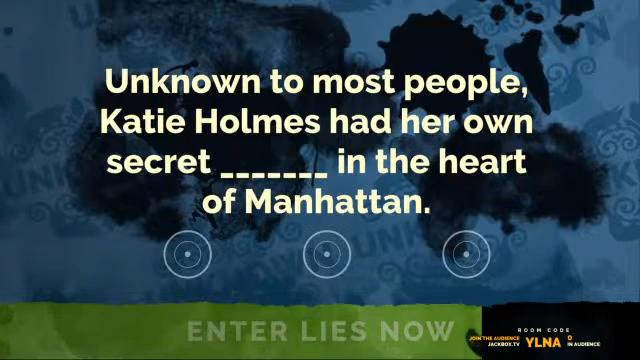 Unknown to most people,
Katie Holmes had her own
secret _______ in the heart
of Manhattan.
ENTER LIES NOW
ROOM CODE
JOIN THE AUDIENCE
JACKBOX.TV
YLNA
0
IN AUDIENCE